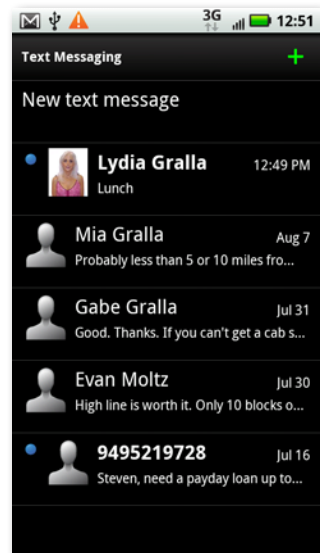 3G 12:51
Text Messaging
New text message
Lydia Gralla 12:49 PM
Lunch
Mia Gralla Aug 7
Probably less than 5 or 10 miles fro...
Gabe Gralla Jul 31
Good. Thanks. If you can't get a cab s...
Evan Moltz Jul 30
High line is worth it. Only 10 blocks o...
9495219728 Jul 16
Steven, need a payday loan up to...